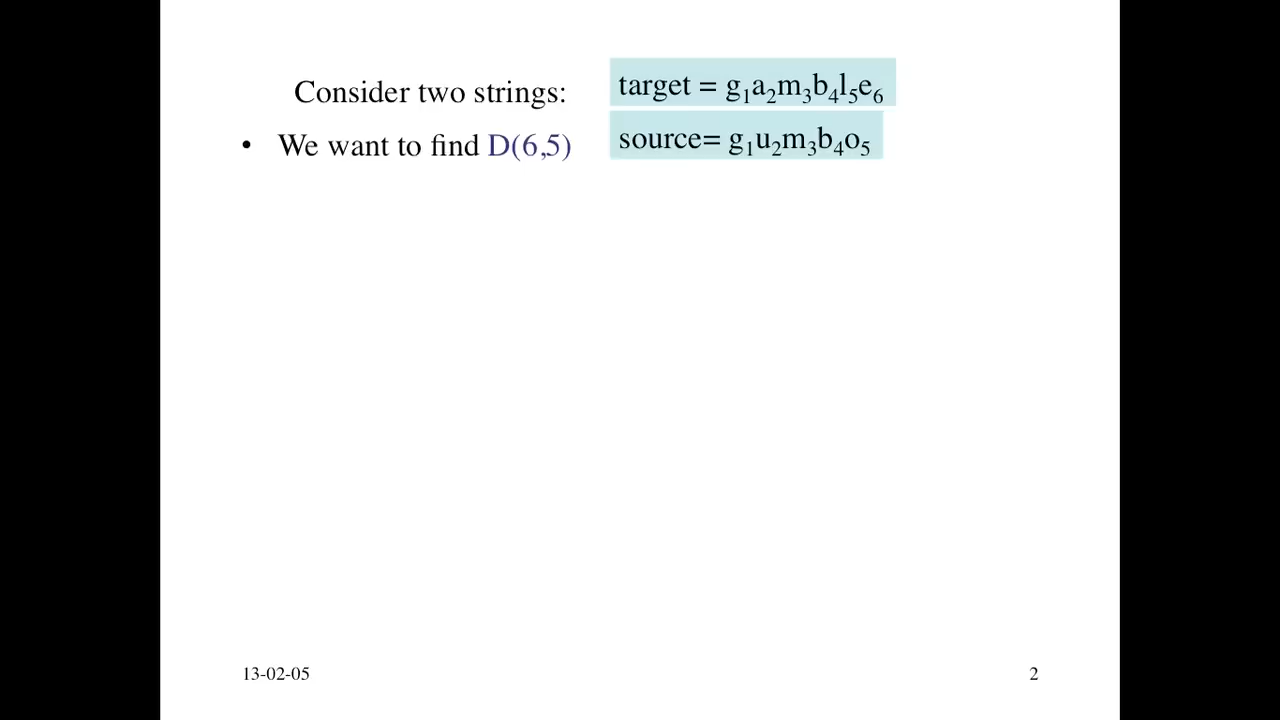 Consider two strings: target = g₁a₂m₃b₄l₅e₆
• We want to find D(6,5) source= g₁u₂m₃b₄o₅
13-02-05 2